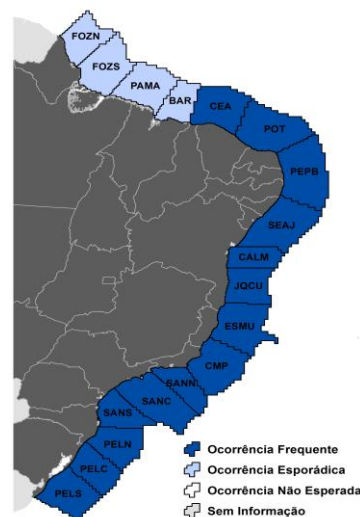 FOZN
FOZS
PAMA
BAR
CEA
POT
PEPB
SEAJ
CALM
JQCU
ESMU
CMP
BANN
SANC
SANS
PELN
PELC
PELS
Ocorrência Frequente
Ocorrência Esporádica
Ocorrência Não Esperada
Sem Informação